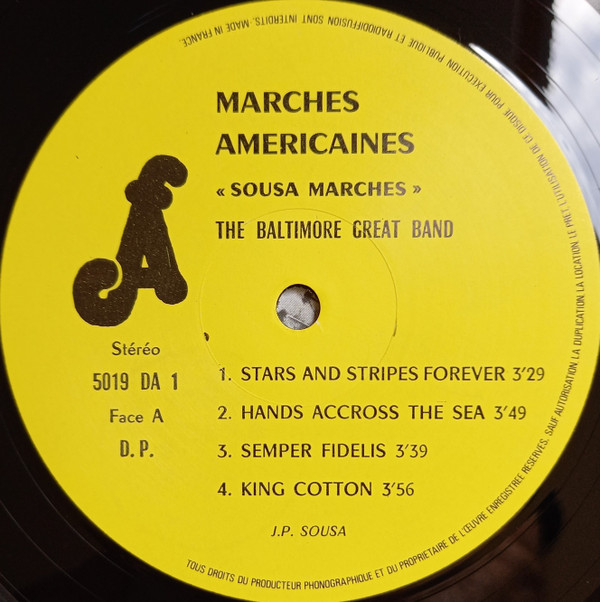 MARCHES
AMERICAINES
« SOUSA MARCHES »
THE BALTIMORE GREAT BAND
A
Stéréo
5019 DA 1
Face A
D.P.
1. STARS AND STRIPES FOREVER 3'29
2. HANDS ACCROSS THE SEA 3'49
3. SEMPER FIDELIS 3'39
4. KING COTTON 3'56
J.P. SOUSA
TOUS DROITS DU PRODUCTEUR PHONOGRAPHIQUE ET DU PROPRIETAIRE DE L'ŒUVRE ENREGISTREE RESERVES. SAUF AUTORISATION LA DUPLICATION, LA LOCATION, LE PRET, L'UTILISATION DE CE DISQUE POUR EXECUTION PUBLIQUE ET RADIODIFFUSION SONT INTERDITS. MADE IN FRANCE.